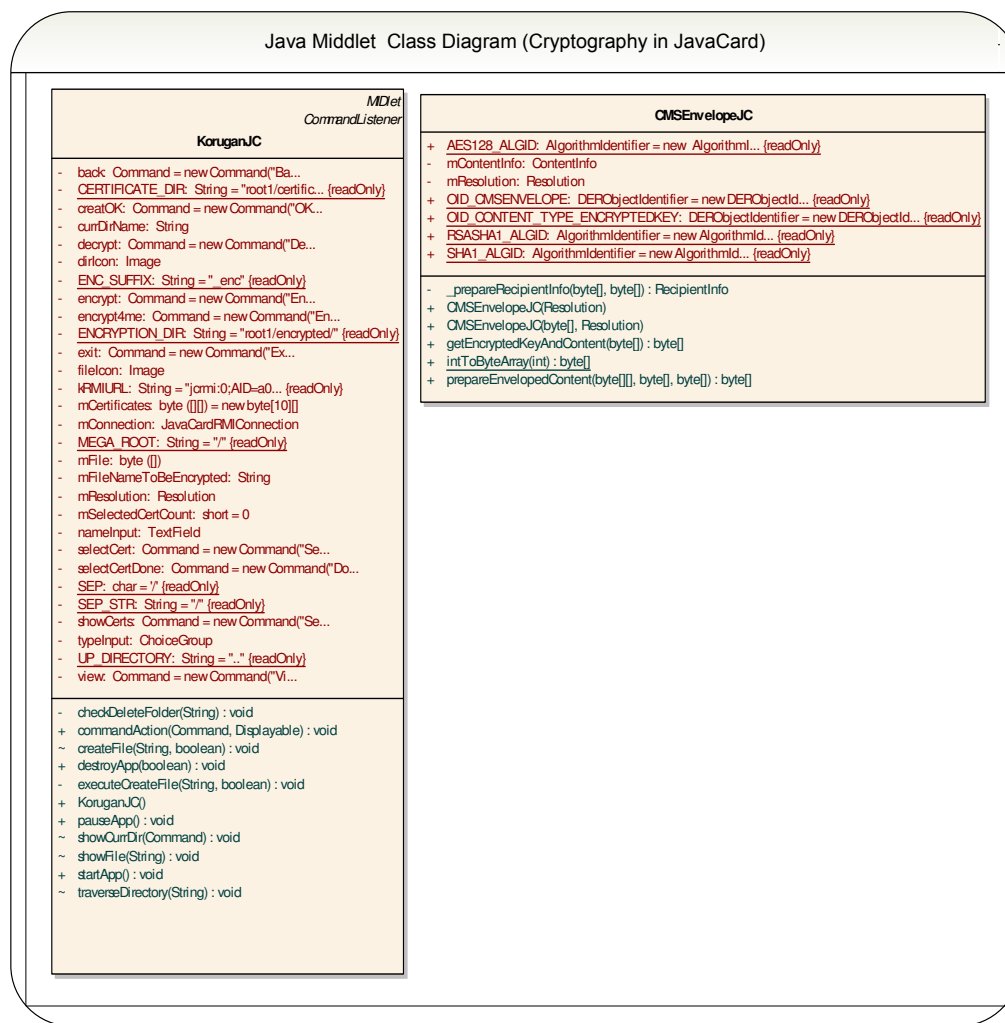 Java Middlet Class Diagram (Cryptography in JavaCard)
MIDlet
CommandListener
KoruganJC
- back: Command = new Command("Ba...
- CERTIFICATE_DIR: String = "root1/certific... {readOnly}
- creatOK: Command = new Command("OK...
- currDirName: String
- decrypt: Command = new Command("De...
- dirIcon: Image
- ENC_SUFFIX: String = "_enc" {readOnly}
- encrypt: Command = new Command("En...
- encrypt4me: Command = new Command("En...
- ENCRYPTION_DIR: String = "root1/encrypted/" {readOnly}
- exit: Command = new Command("Ex...
- fileIcon: Image
- kRMIURL: String = "jcrmi:0;AID=a0... {readOnly}
- mCertificates: byte ([][]) = new byte[10][]
- mConnection: JavaCardRMIConnection
- MEGA_ROOT: String = "/" {readOnly}
- mFile: byte ([])
- mFileNameToBeEncrypted: String
- mResolution: Resolution
- mSelectedCertCount: short = 0
- nameInput: TextField
- selectCert: Command = new Command("Se...
- selectCertDone: Command = new Command("Do...
- SEP: char = '/' {readOnly}
- SEP_STR: String = "/" {readOnly}
- showCerts: Command = new Command("Se...
- typeInput: ChoiceGroup
- UP_DIRECTORY: String = ".." {readOnly}
- view: Command = new Command("Vi...
- checkDeleteFolder(String) : void
+ commandAction(Command, Displayable) : void
~ createFile(String, boolean) : void
+ destroyApp(boolean) : void
- executeCreateFile(String, boolean) : void
+ KoruganJC()
+ pauseApp() : void
~ showCurrDir(Command) : void
~ showFile(String) : void
+ startApp() : void
~ traverseDirectory(String) : void
CMSEnvelopeJC
+ AES128_ALGID: AlgorithmIdentifier = new AlgorithmI... {readOnly}
- mContentInfo: ContentInfo
- mResolution: Resolution
+ OID_CMSENVELOPE: DERObjectIdentifier = new DERObjectId... {readOnly}
+ OID_CONTENT_TYPE_ENCRYPTEDKEY: DERObjectIdentifier = new DERObjectId... {readOnly}
+ RSASHA1_ALGID: AlgorithmIdentifier = new AlgorithmId... {readOnly}
+ SHA1_ALGID: AlgorithmIdentifier = new AlgorithmId... {readOnly}
- _prepareRecipientInfo(byte[], byte[]) : RecipientInfo
+ CMSEnvelopeJC(Resolution)
+ CMSEnvelopeJC(byte[], Resolution)
+ getEncryptedKeyAndContent(byte[]) : byte[]
+ intToByteArray(int) : byte[]
+ prepareEnvelopedContent(byte[][], byte[], byte[]) : byte[]